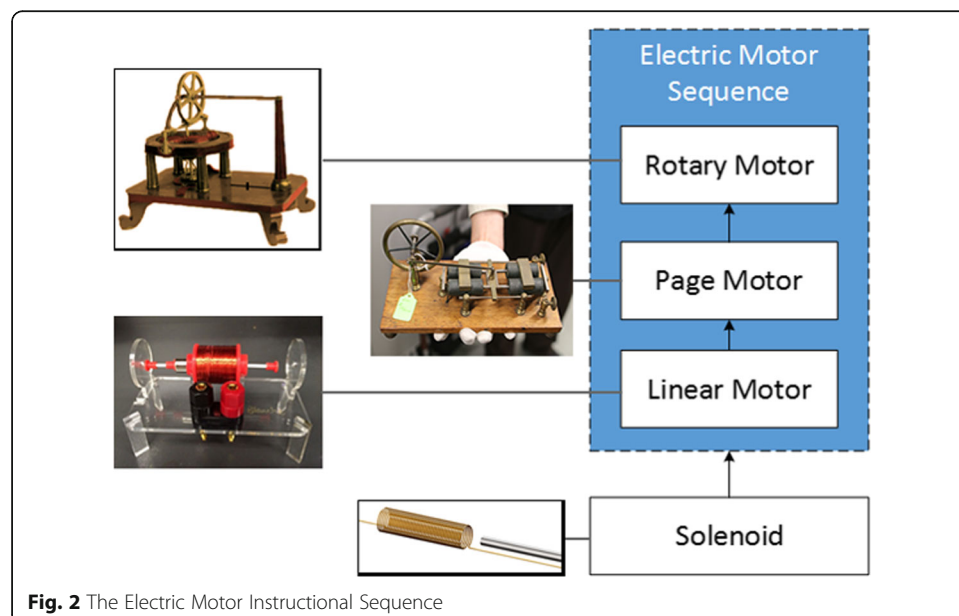 Electric Motor
Sequence
Rotary Motor
Page Motor
Linear Motor
Solenoid
Fig. 2 The Electric Motor Instructional Sequence